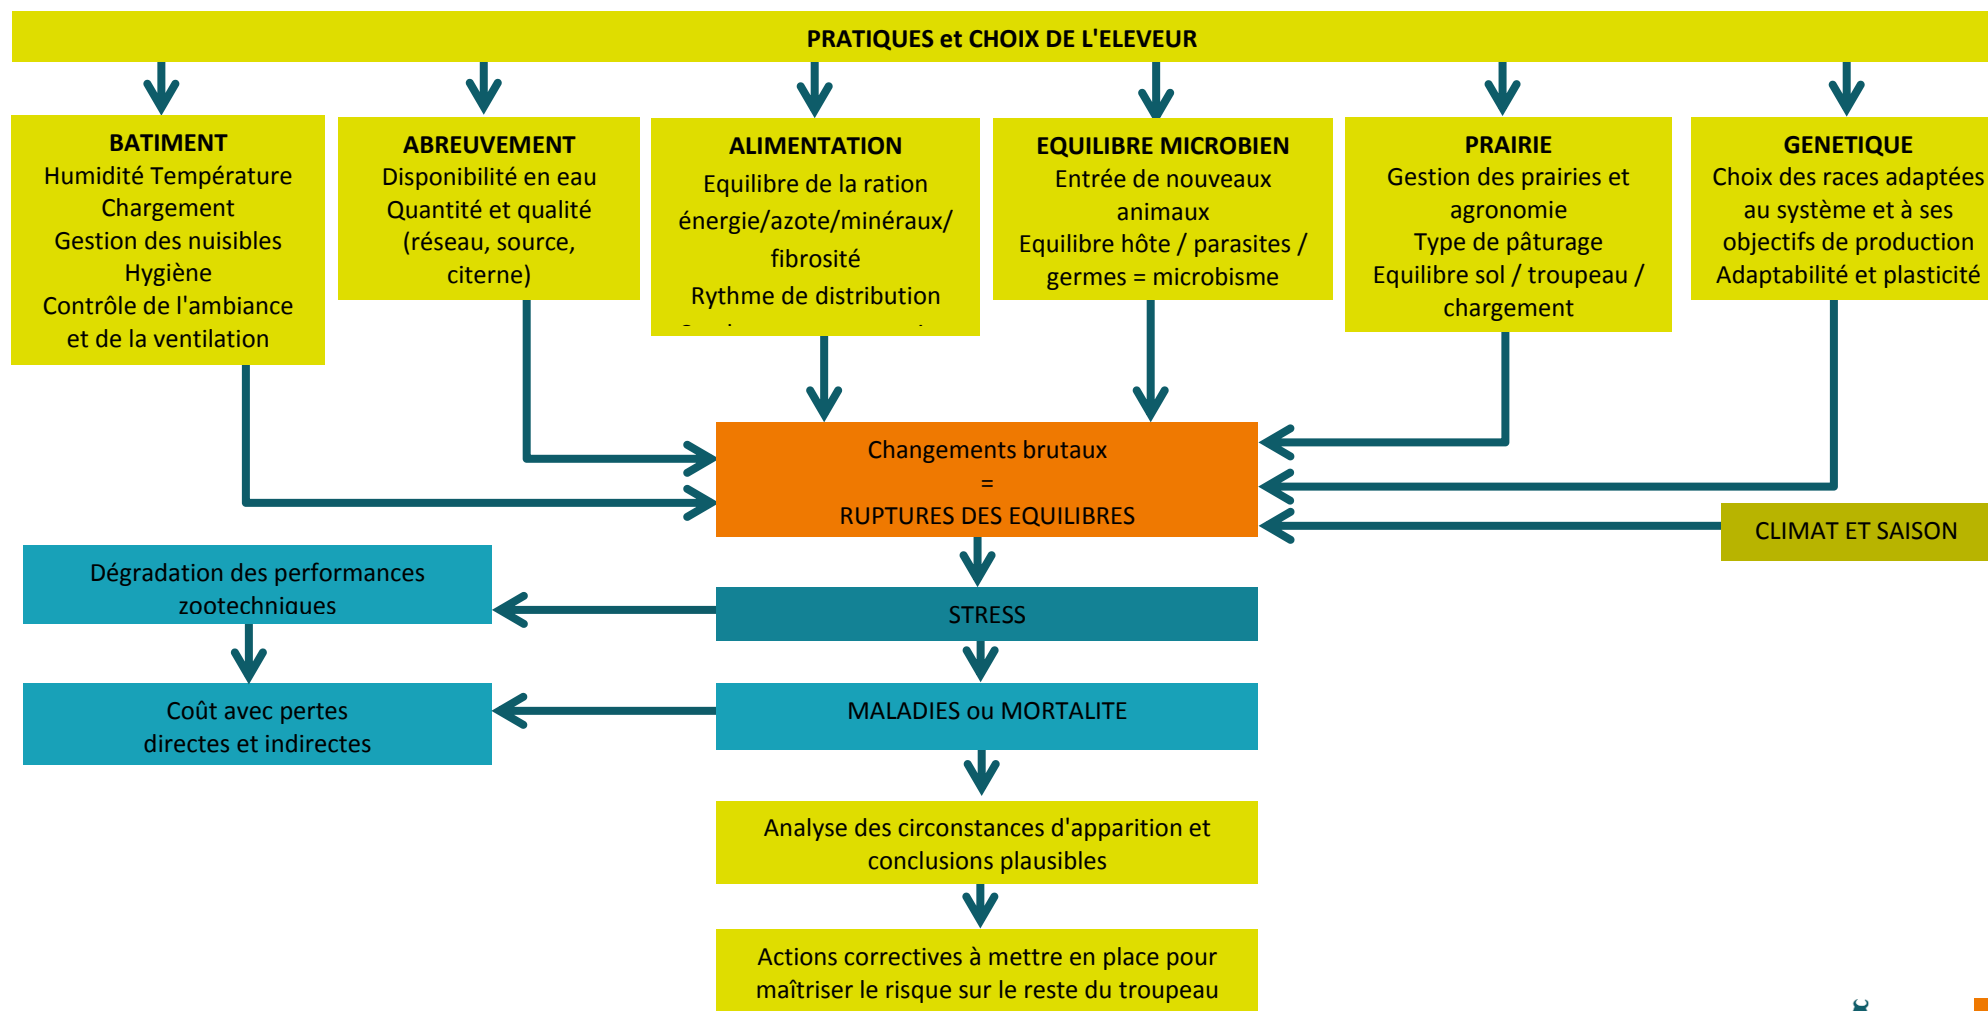 PRATIQUES et CHOIX DE L'ELEVEUR
BATIMENT
Humidité Température
Chargement
Gestion des nuisibles
Hygiène
Contrôle de l'ambiance
et de la ventilation
ABREUVEMENT
Disponibilité en eau
Quantité et qualité
(réseau, source,
citerne)
ALIMENTATION
Equilibre de la ration
énergie/azote/minéraux/
fibrosité
Rythme de distribution
EQUILIBRE MICROBIEN
Entrée de nouveaux
animaux
Equilibre hôte / parasites /
germes = microbisme
PRAIRIE
Gestion des prairies et
agronomie
Type de pâturage
Equilibre sol / troupeau /
chargement
GENETIQUE
Choix des races adaptées
au système et à ses
objectifs de production
Adaptabilité et plasticité
Changements brutaux
=
RUPTURES DES EQUILIBRES
CLIMAT ET SAISON
Dégradation des performances
zootechniques
STRESS
Coût avec pertes
directes et indirectes
MALADIES ou MORTALITE
Analyse des circonstances d'apparition et
conclusions plausibles
Actions correctives à mettre en place pour
maîtriser le risque sur le reste du troupeau